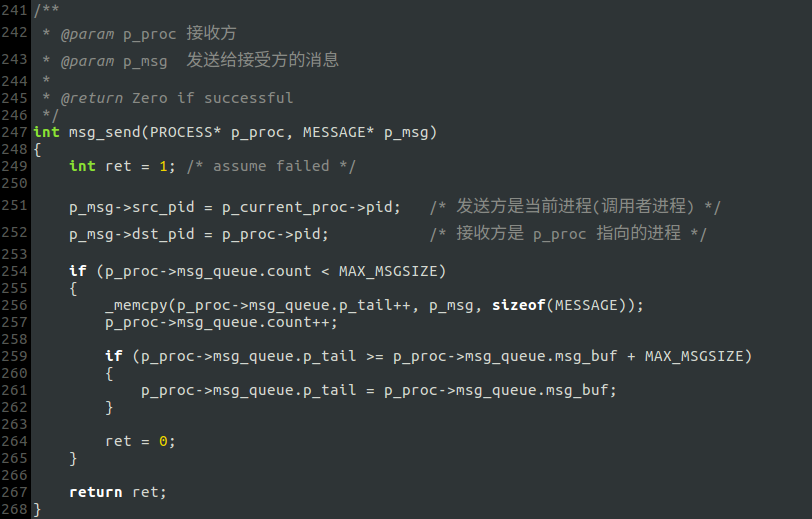 241 /**
242  * @param p_proc 接收方
243  * @param p_msg  发送给接受方的消息
244  *
245  * @return Zero if successful
246  */
247 int msg_send(PROCESS* p_proc, MESSAGE* p_msg)
248 {
249     int ret = 1; /* assume failed */
250
251     p_msg->src_pid = p_current_proc->pid;   /* 发送方是当前进程(调用者进程) */
252     p_msg->dst_pid = p_proc->pid;           /* 接收方是 p_proc 指向的进程 */
253
254     if (p_proc->msg_queue.count < MAX_MSGSIZE)
255     {
256         _memcpy(p_proc->msg_queue.p_tail++, p_msg, sizeof(MESSAGE));
257         p_proc->msg_queue.count++;
258
259         if (p_proc->msg_queue.p_tail >= p_proc->msg_queue.msg_buf + MAX_MSGSIZE)
260         {
261             p_proc->msg_queue.p_tail = p_proc->msg_queue.msg_buf;
262         }
263
264         ret = 0;
265     }
266
267     return ret;
268 }